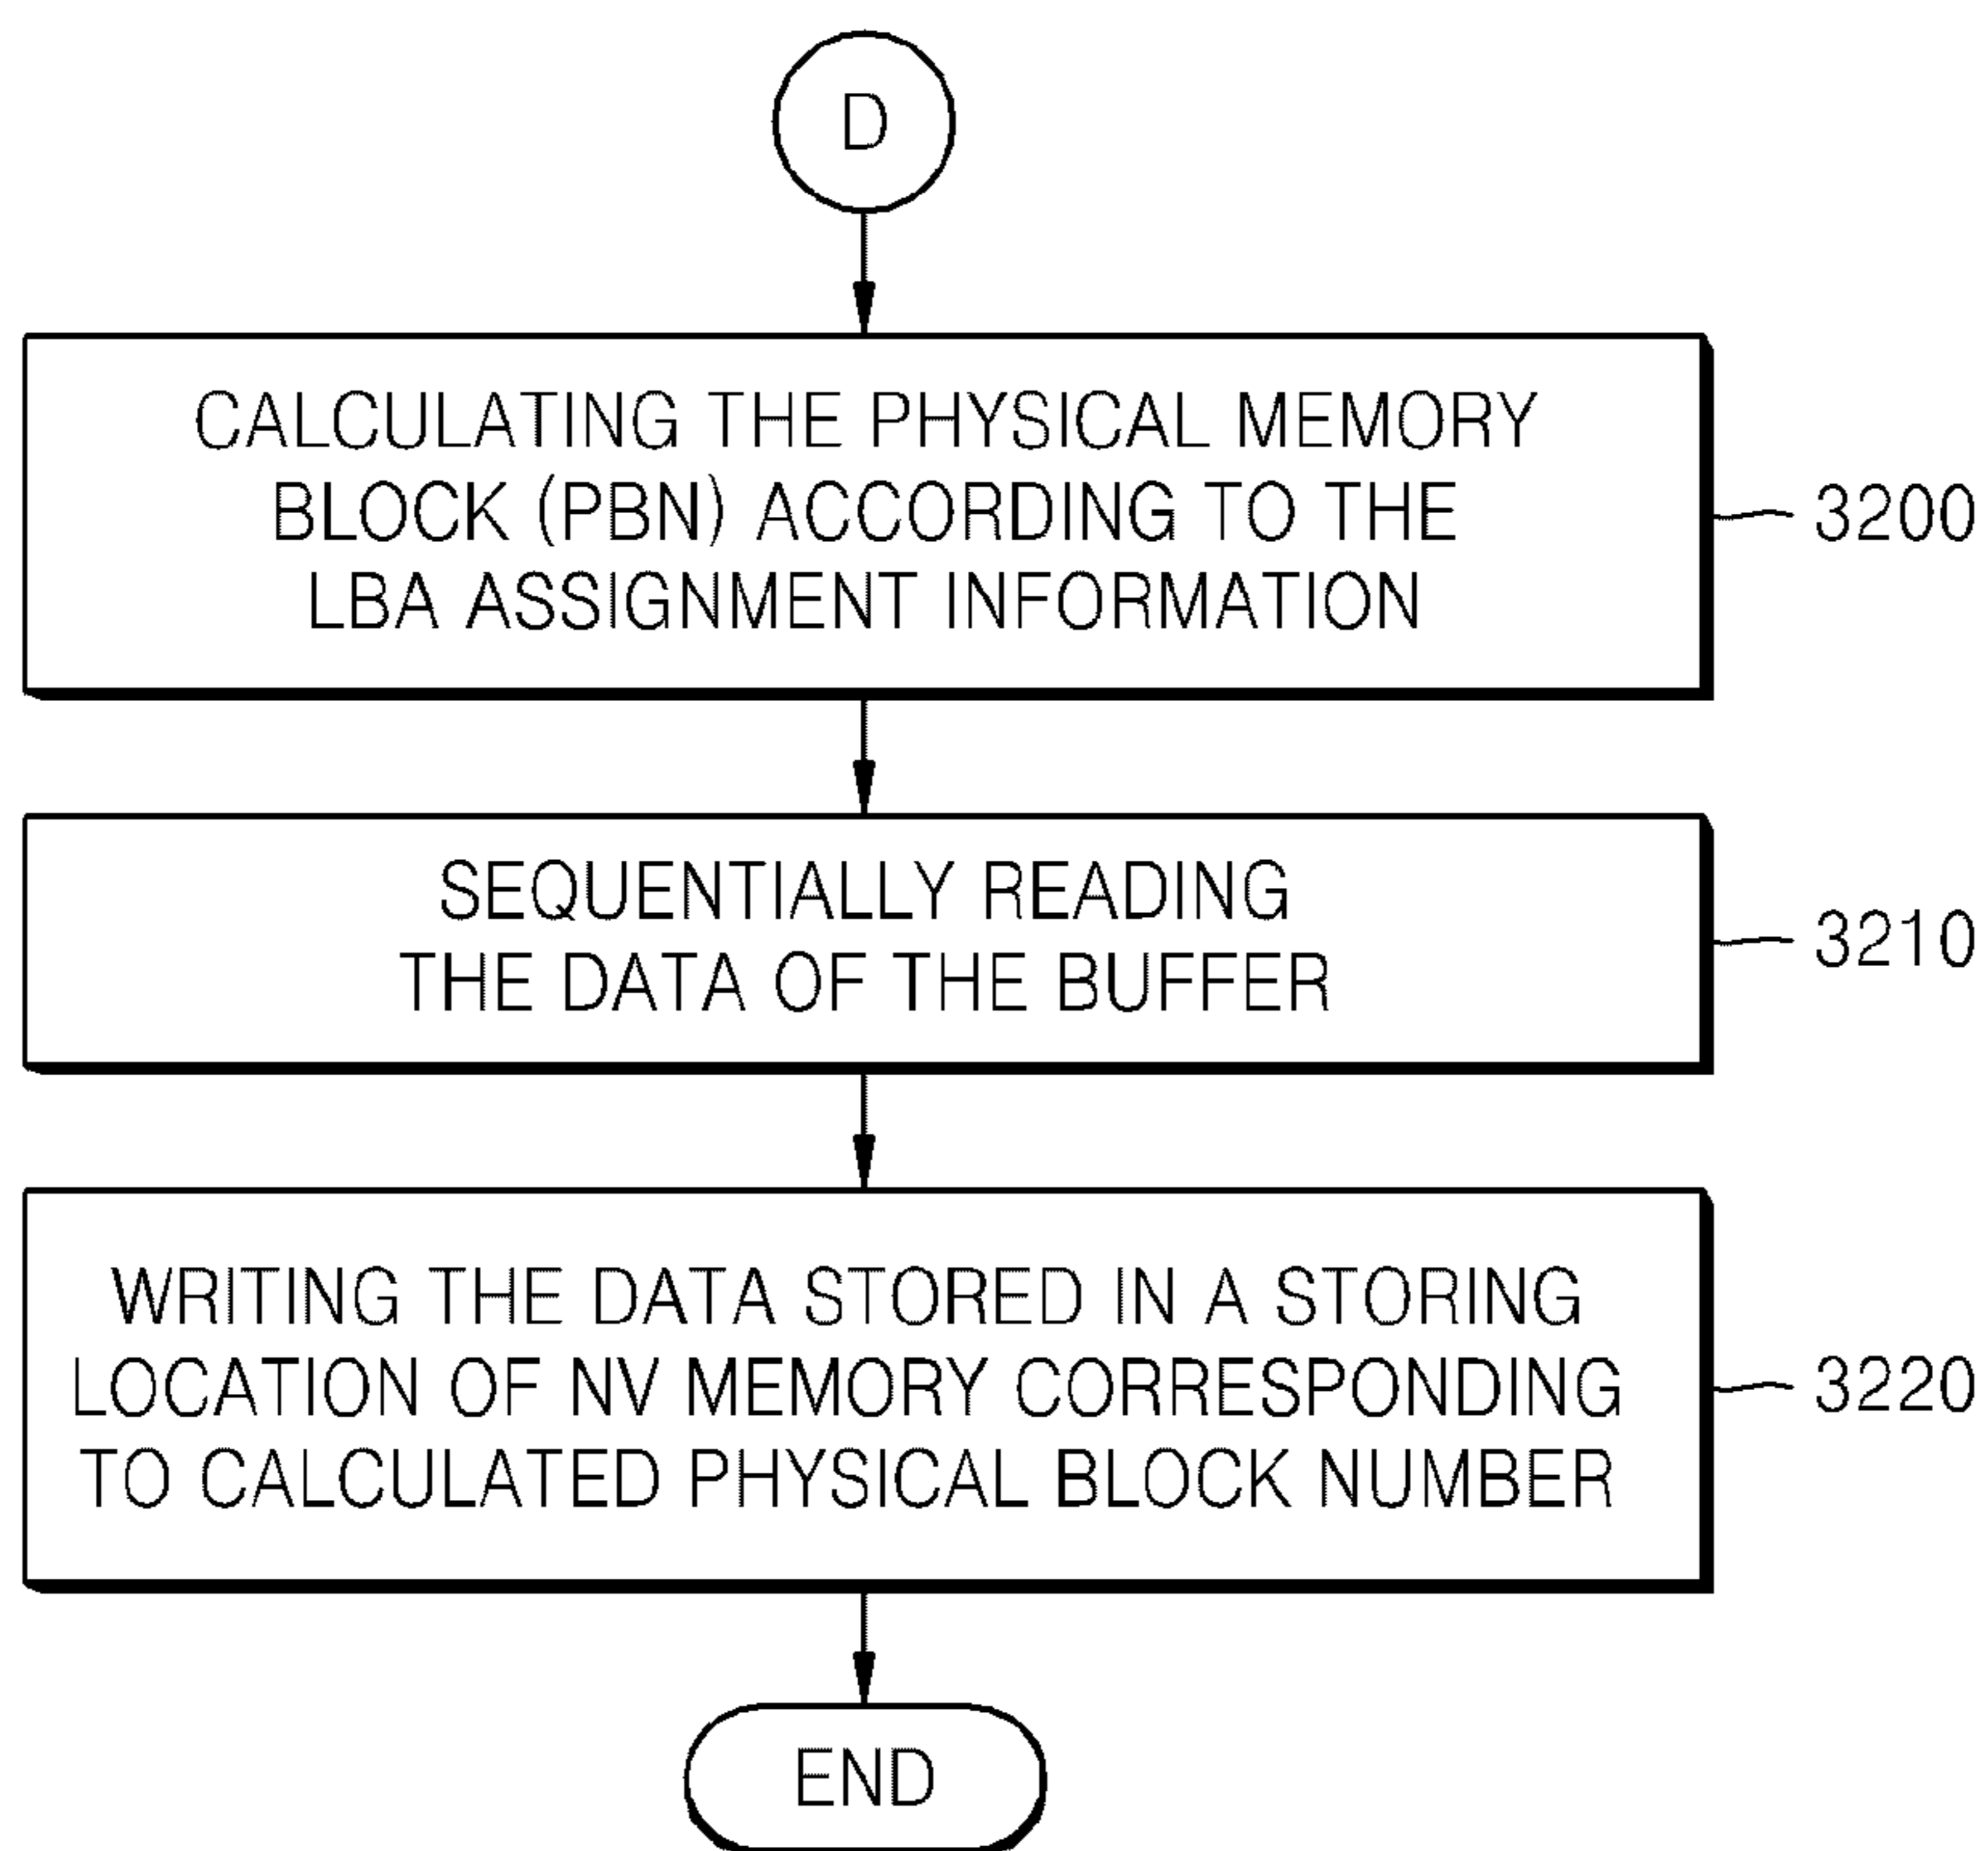 D
CALCULATING THE PHYSICAL MEMORY
BLOCK (PBN) ACCORDING TO THE
LBA ASSIGNMENT INFORMATION
3200
SEQUENTIALLY READING
THE DATA OF THE BUFFER
3210
WRITING THE DATA STORED IN A STORING
LOCATION OF NV MEMORY CORRESPONDING
TO CALCULATED PHYSICAL BLOCK NUMBER
3220
END